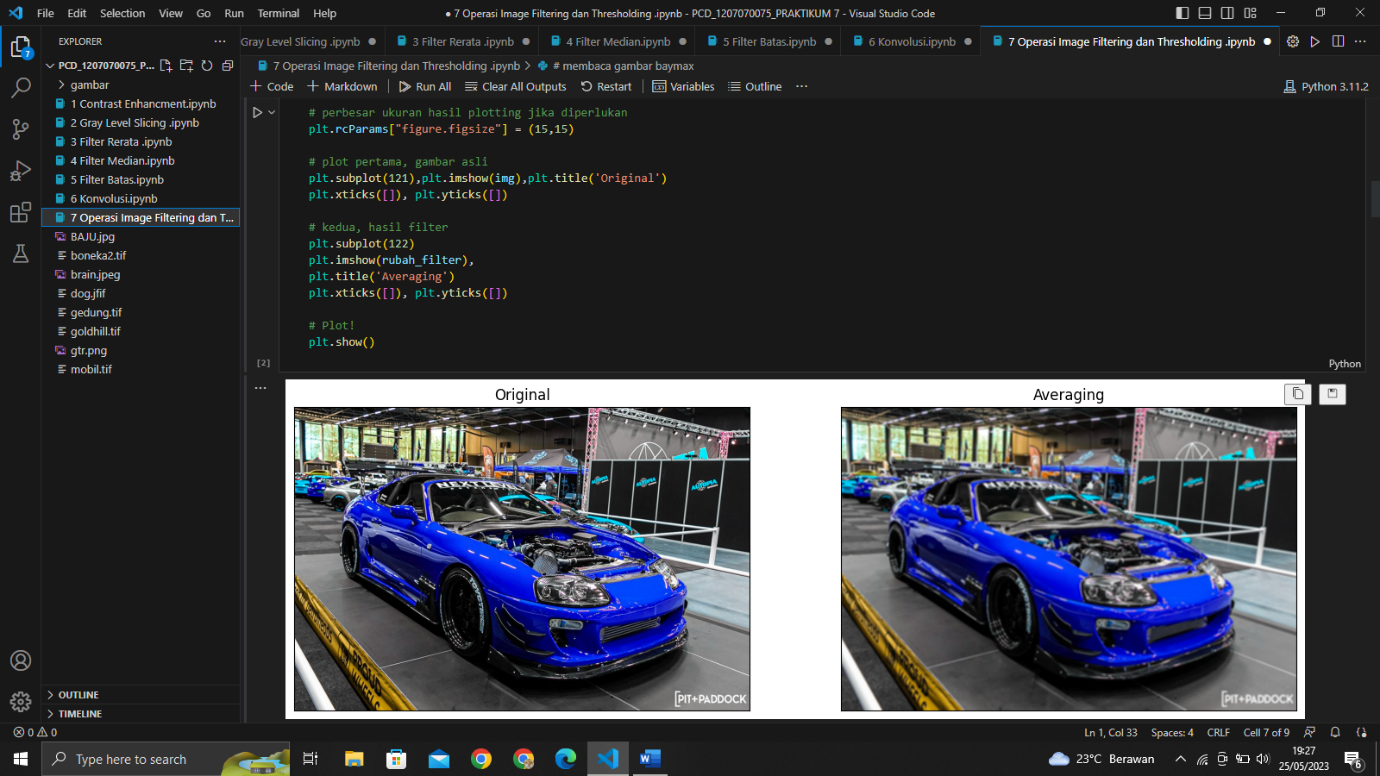 File Edit Selection View Go Run Terminal Help
● 7 Operasi Image Filtering dan Thresholding .ipynb - PCD_1207070075_PRAKTIKUM 7 - Visual Studio Code
7
EXPLORER
PCD_1207070075_P...
gambar
1 Contrast Enhancment.ipynb
2 Gray Level Slicing .ipynb
3 Filter Rerata .ipynb
4 Filter Median.ipynb
5 Filter Batas.ipynb
6 Konvolusi.ipynb
7 Operasi Image Filtering dan T...
BAJU.jpg
boneka2.tif
brain.jpeg
dog.jfif
gedung.tif
goldhill.tif
gtr.png
mobil.tif
OUTLINE
TIMELINE
Gray Level Slicing .ipynb ● 3 Filter Rerata .ipynb ● 4 Filter Median.ipynb ● 5 Filter Batas.ipynb ● 6 Konvolusi.ipynb ● 7 Operasi Image Filtering dan Thresholding .ipynb ●
7 Operasi Image Filtering dan Thresholding .ipynb > # membaca gambar baymax
+ Code + Markdown Run All Clear All Outputs Restart Variables Outline ... Python 3.11.2
# perbesar ukuran hasil plotting jika diperlukan
plt.rcParams["figure.figsize"] = (15,15)
# plot pertama, gambar asli
plt.subplot(121),plt.imshow(img),plt.title('Original')
plt.xticks([]), plt.yticks([])
# kedua, hasil filter
plt.subplot(122)
plt.imshow(rubah_filter),
plt.title('Averaging')
plt.xticks([]), plt.yticks([])
# Plot!
plt.show()
[2]
Python
Original
Averaging
TOYOTIRES
[PIT+PADDOCK
[PIT+PADDOCK
0 0
Ln 1, Col 33 Spaces: 4 CRLF Cell 7 of 9
Type here to search
23°C Berawan
19:27
25/05/2023
6